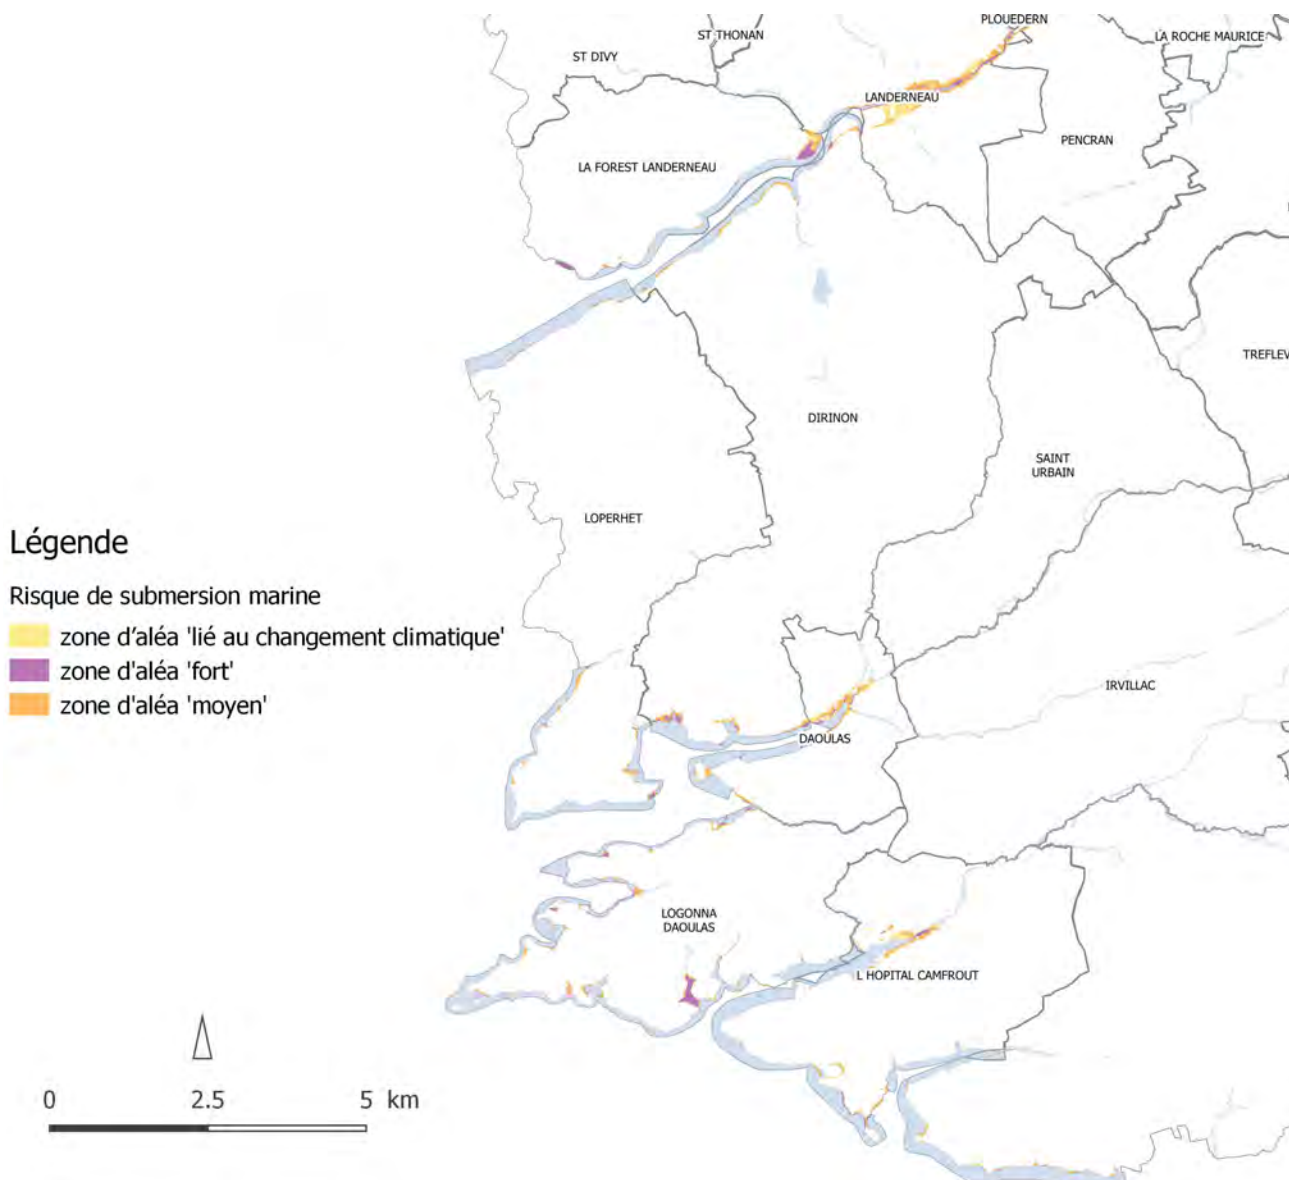 PLOUEDERN
ST THONAN
LA ROCHE MAURICE
ST DIVY
LANDERNEAU
PENCRAN
LA FOREST LANDERNEAU
TREFLEV
DIRINON
SAINT
URBAIN
LOPERHET
Légende
Risque de submersion marine
zone d'aléa 'lié au changement climatique'
zone d'aléa 'fort'
zone d'aléa 'moyen'
IRVILLAC
DAOULAS
LOGONNA
DAOULAS
L HOPITAL CAMFROUT
0 2.5 5 km